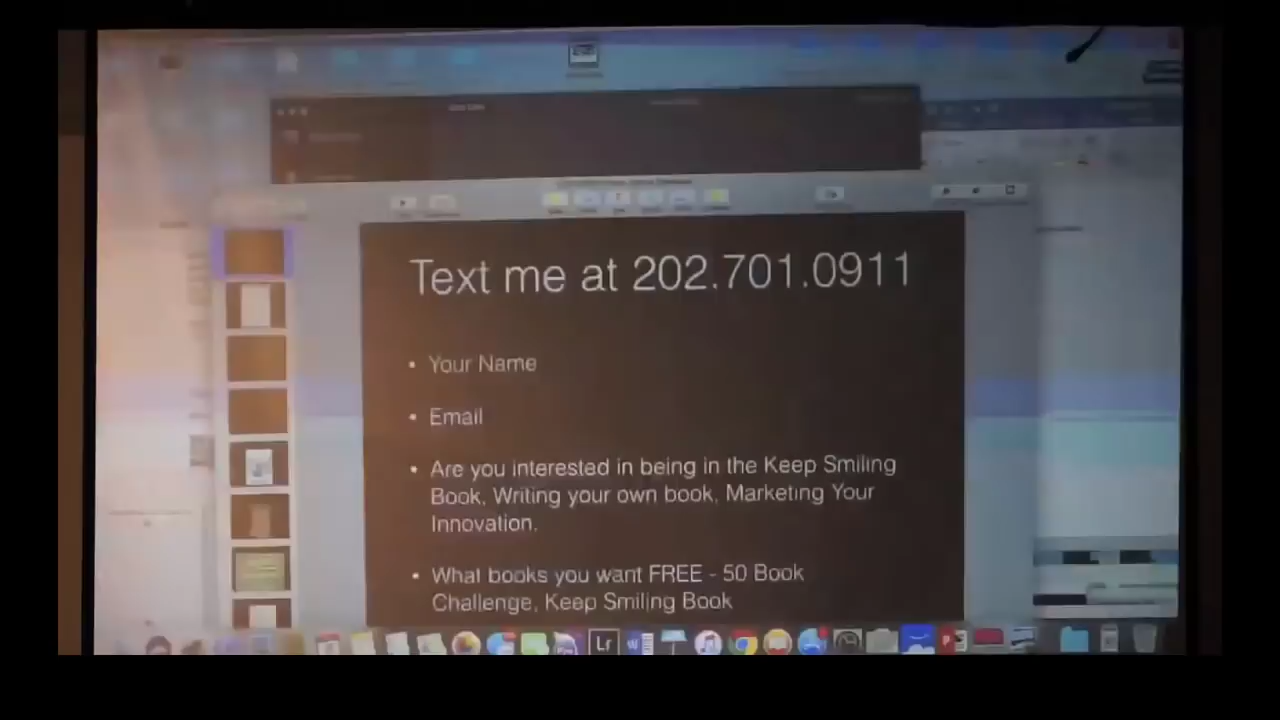 Text me at 202.701.0911
• Your Name
• Email
• Are you interested in being in the Keep Smiling
Book, Writing your own book, Marketing Your
Innovation.
• What books you want FREE - 50 Book
Challenge, Keep Smiling Book
Lr
W
P